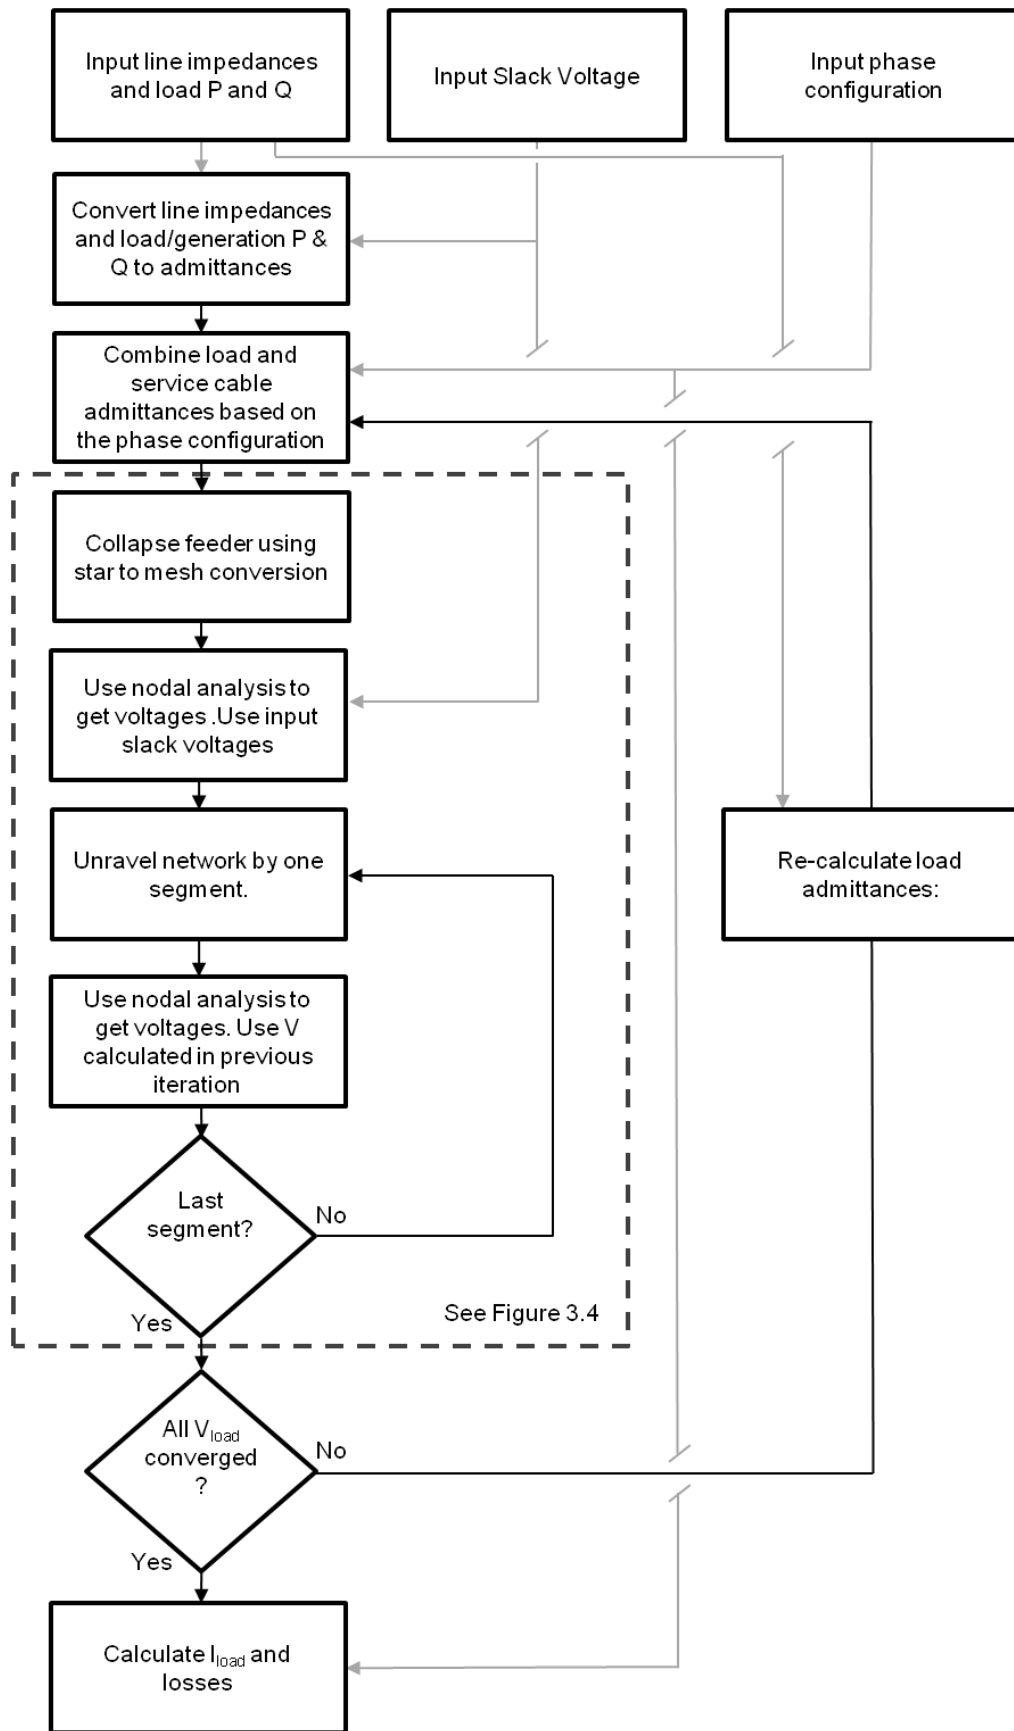 Input line impedances
and load P and Q
Input Slack Voltage
Input phase
configuration
Convert line impedances
and load/generation P &
Q to admittances
Combine load and
service cable
admittances based on
the phase configuration
Collapse feeder using
star to mesh conversion
Use nodal analysis to
get voltages .Use input
slack voltages
Unravel network by one
segment.
Re-calculate load
admittances:
Use nodal analysis to
get voltages. Use V
calculated in previous
iteration
Last
segment?
No
Yes
See Figure 3.4
All Vload
converged
?
No
Yes
Calculate Iload and
losses